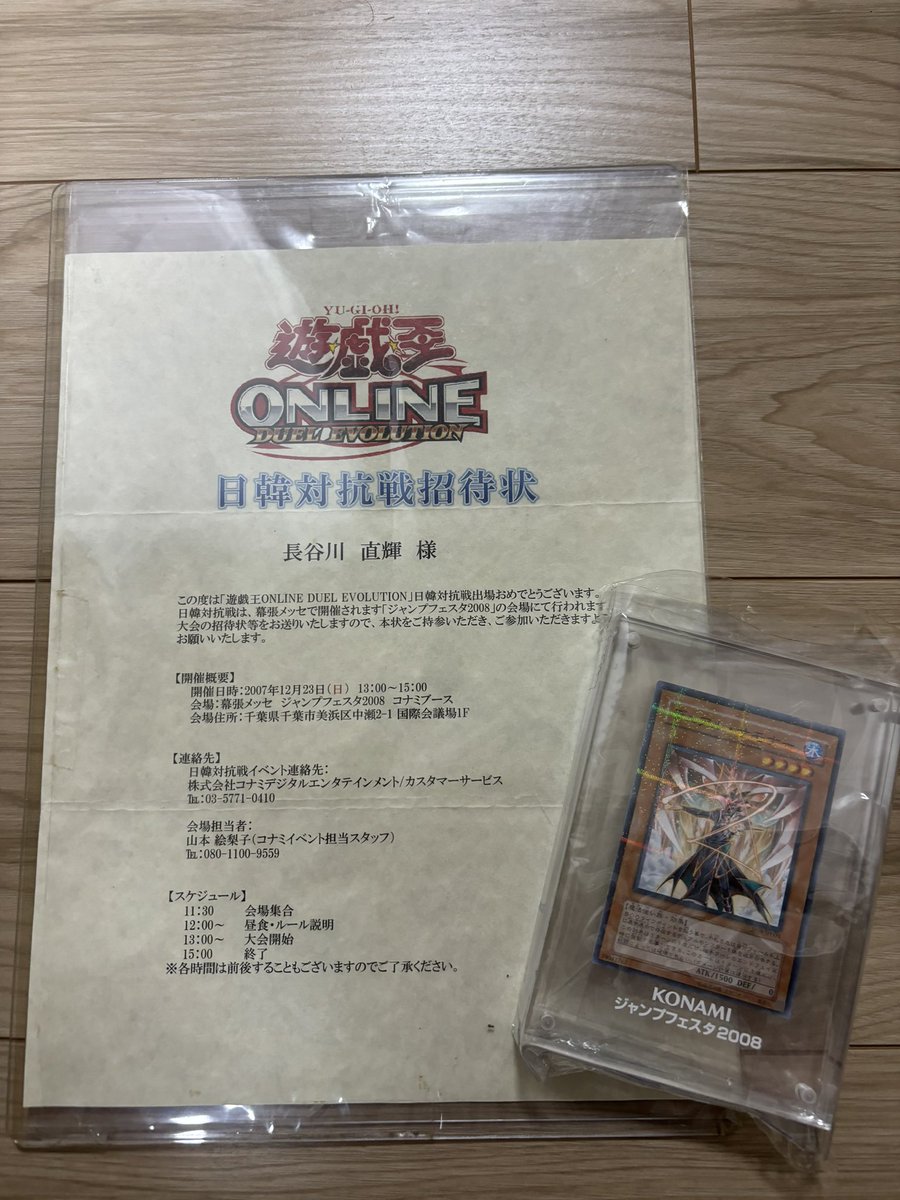 YU-GI-OH!
遊戯王
ONLINE
DUEL EVOLUTION
日韓対抗戦招待状
長谷川 直輝 様
この度は「遊戯王ONLINE DUEL EVOLUTION」日韓対抗戦出場おめでとうございます。
日韓対抗戦は、幕張メッセで開催されます「ジャンプフェスタ2008」の会場にて行われます
大会の招待状等をお送りいたしますので、本状をご持参いただき、ご参加いただきますよ
お願いいたします。
【開催概要】
開催日時：2007年12月23日（日） 13：00～15：00
会場：幕張メッセ ジャンプフェスタ2008 コナミブース
会場住所：千葉県千葉市美浜区中瀬2-1 国際会議場1F
【連絡先】
日韓対抗戦イベント連絡先：
株式会社コナミデジタルエンタテインメント/カスタマーサービス
℡：03-5771-0410
会場担当者：
山本 絵梨子（コナミイベント担当スタッフ）
℡：080-1100-9559
【スケジュール】
11：30 会場集合
12：00～ 昼食・ルール説明
13：00～ 大会開始
15：00 終了
※各時間は前後することもございますのでご了承ください。
水
ATK/1500 DEF/ 0
KONAMI
ジャンプフェスタ2008